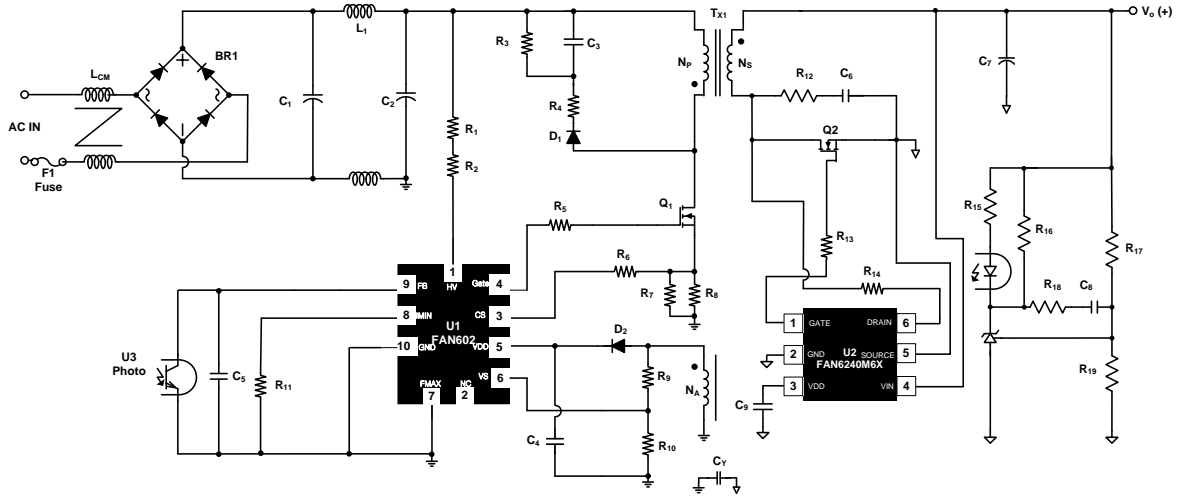 TX1
Vo (+)
L1
R3
C3
BR1
NP
NS
C7
LCM
R12
C6
+
~
~
C1
C2
R4
D1
Q2
AC IN
R1
R2
F1
Fuse
Q1
R5
R13
R15
R16
R17
R6
R14
R18
C8
R7
R8
1
HV
9
FB
Gate
4
8
IMIN
CS
3
U1
FAN602
10
GND
VDD
5
VS
6
FMAX
NC
7
2
1
GATE
DRAIN
6
2
GND
U2
SOURCE
5
FAN6240M6X
3
VDD
VIN
4
U3
Photo
C5
R11
D2
R9
NA
C9
R19
C4
R10
CY